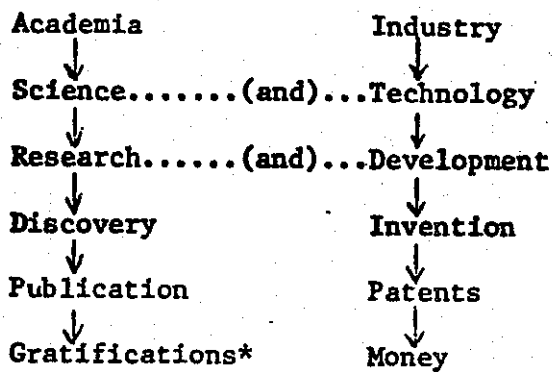 Academia Industry
Science.......(and)...Technology
Research......(and)...Development
Discovery Invention
Publication Patents
Gratifications* Money